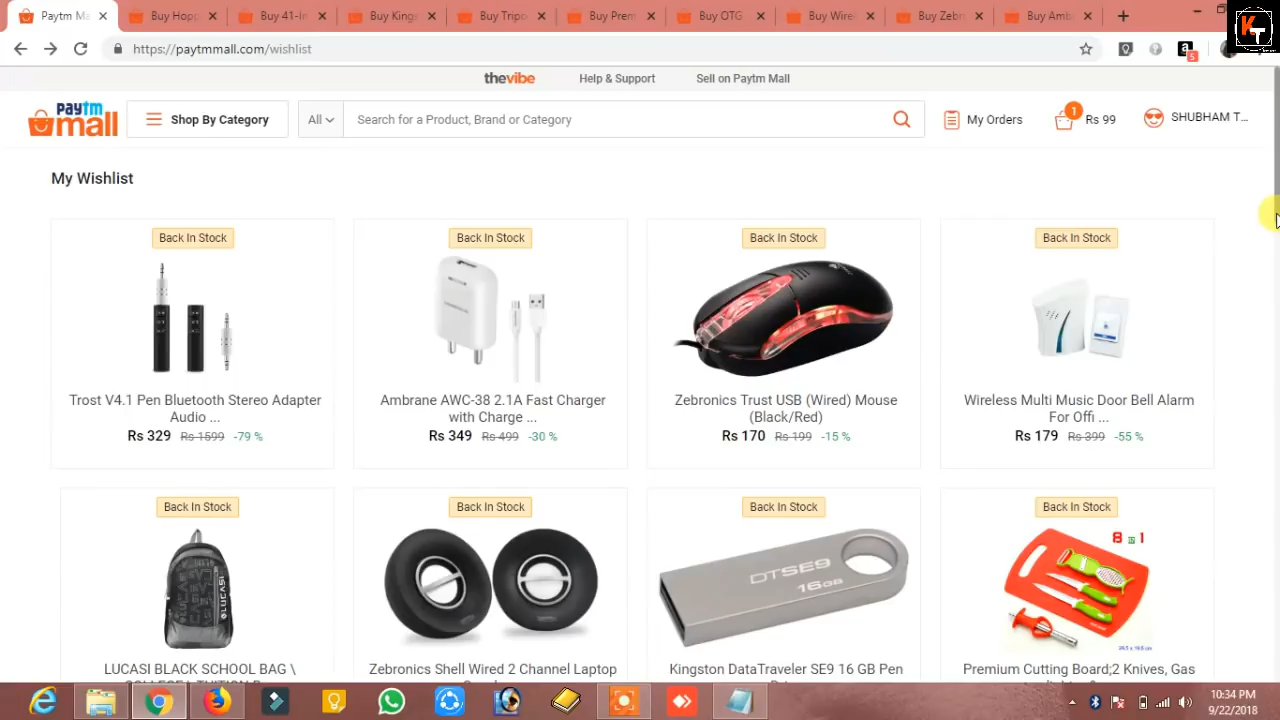 Paytm Ma
Buy Hopp
Buy 41-In
Buy Kings
Buy Tripo
Buy Prem
Buy OTG
Buy Wirel
Buy Zebr
Buy Amb
KT
https://paytmmall.com/wishlist
5
thevibe
Help & Support
Sell on Paytm Mall
paytm
mall
Shop By Category
All
Search for a Product, Brand or Category
My Orders
1
Rs 99
SHUBHAM T...
My Wishlist
Back In Stock
Back In Stock
Back In Stock
Back In Stock
Trost V4.1 Pen Bluetooth Stereo Adapter
Audio ...
Rs 329 Rs 1599 -79 %
Ambrane AWC-38 2.1A Fast Charger
with Charge ...
Rs 349 Rs 499 -30 %
Zebronics Trust USB (Wired) Mouse
(Black/Red)
Rs 170 Rs 199 -15 %
Wireless Multi Music Door Bell Alarm
For Offi ...
Rs 179 Rs 399 -55 %
Back In Stock
Back In Stock
Back In Stock
Back In Stock
LUCASI
DTSE9
16GB
8 IN 1
LUCASI BLACK SCHOOL BAG \
Zebronics Shell Wired 2 Channel Laptop
Kingston DataTraveler SE9 16 GB Pen
Premium Cutting Board;2 Knives, Gas
10:34 PM
9/22/2018